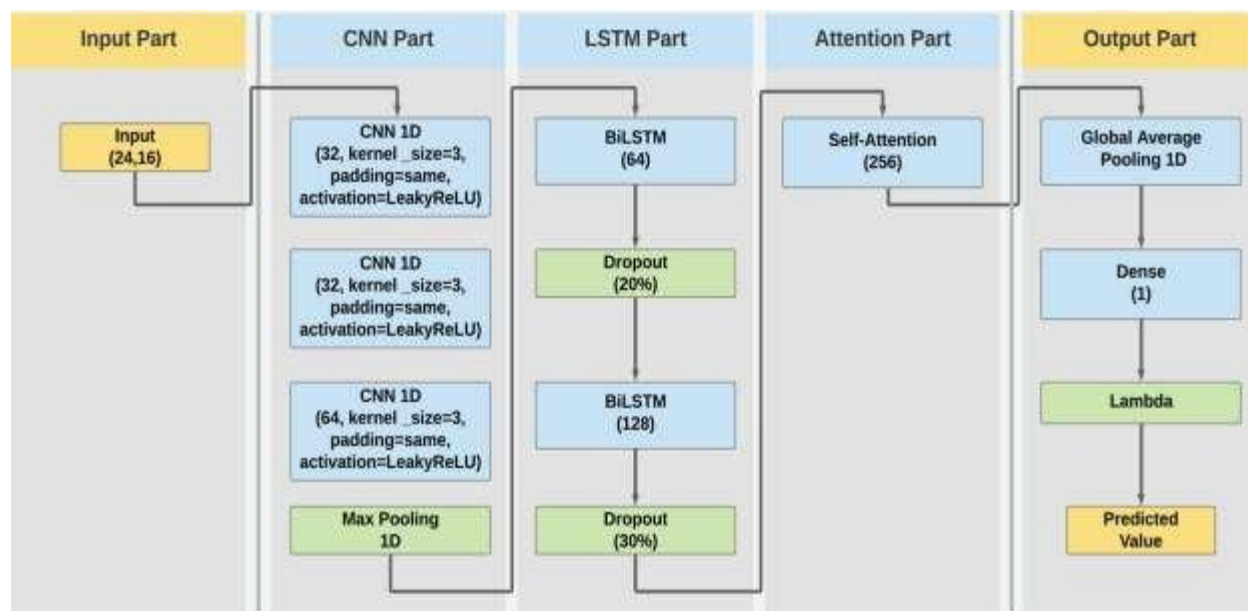 Input Part
CNN Part
LSTM Part
Attention Part
Output Part
Input
(24,16)
CNN 1D
(32, kernel _size=3,
padding=same,
activation=LeakyReLU)
CNN 1D
(32, kernel _size=3,
padding=same,
activation=LeakyReLU)
CNN 1D
(64, kernel _size=3,
padding=same,
activation=LeakyReLU)
Max Pooling
1D
BiLSTM
(64)
Dropout
(20%)
BiLSTM
(128)
Dropout
(30%)
Self-Attention
(256)
Global Average
Pooling 1D
Dense
(1)
Lambda
Predicted
Value